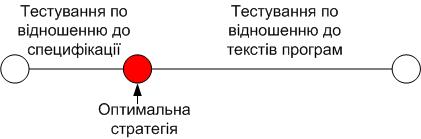 Тестування по
відношенню до
специфікації
Тестування по
відношенню до
текстів програм
Оптимальна
стратегія